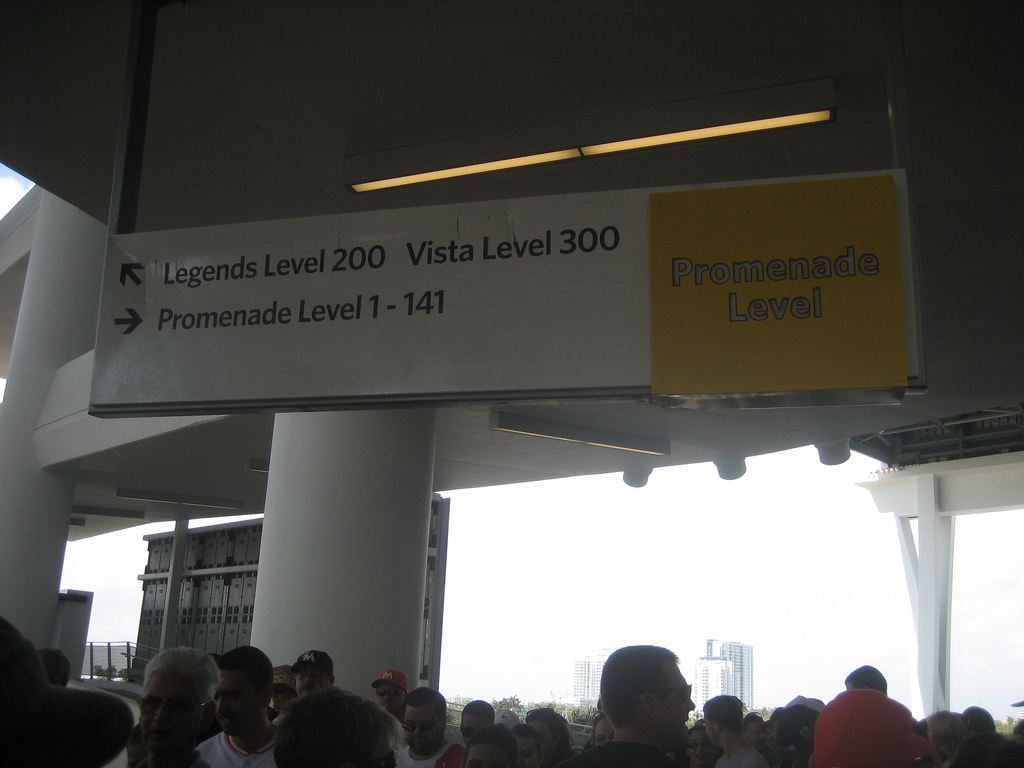 Legends Level 200 Vista Level 300
Promenade Level 1 - 141
Promenade
Level